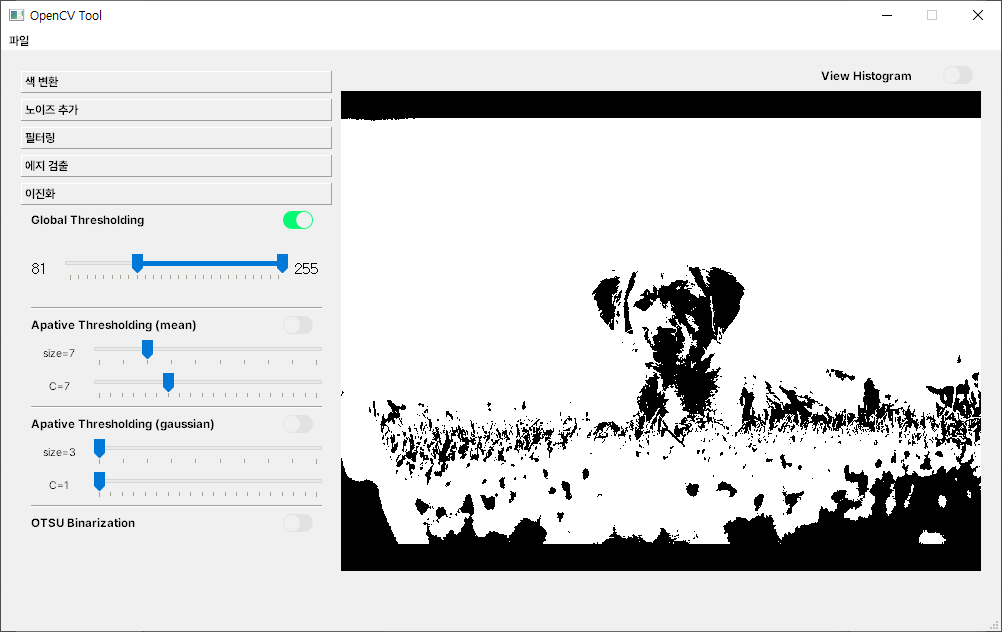 OpenCV Tool
파일
View Histogram
색 변환
노이즈 추가
필터링
에지 검출
이진화
Global Thresholding
81
255
Apative Thresholding (mean)
size=7
C=7
Apative Thresholding (gaussian)
size=3
C=1
OTSU Binarization